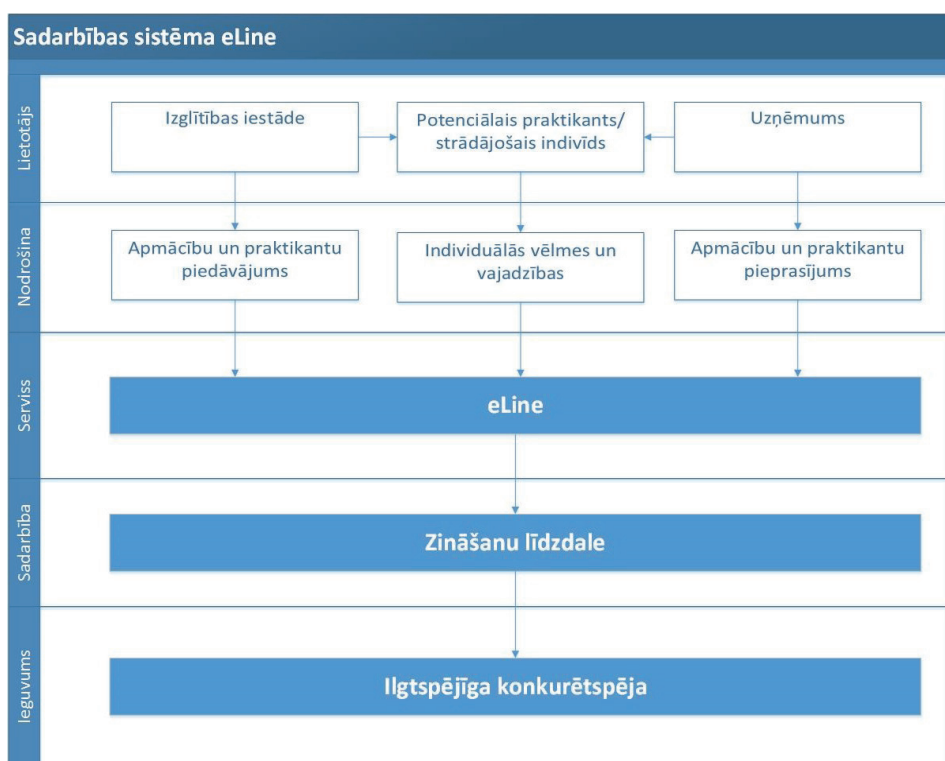 Sadarbības sistēma eLine
Lietotājs
Izglītības iestāde
Potenciālais praktikants/
strādājošais indivīds
Uzņēmums
Nodrošina
Apmācību un praktikantu
piedāvājums
Individuālās vēlmes un
vajadzības
Apmācību un praktikantu
pieprasījums
Serviss
eLine
Sadarbība
Zināšanu līdzdale
Ieguvums
Ilgtspējīga konkurētspēja